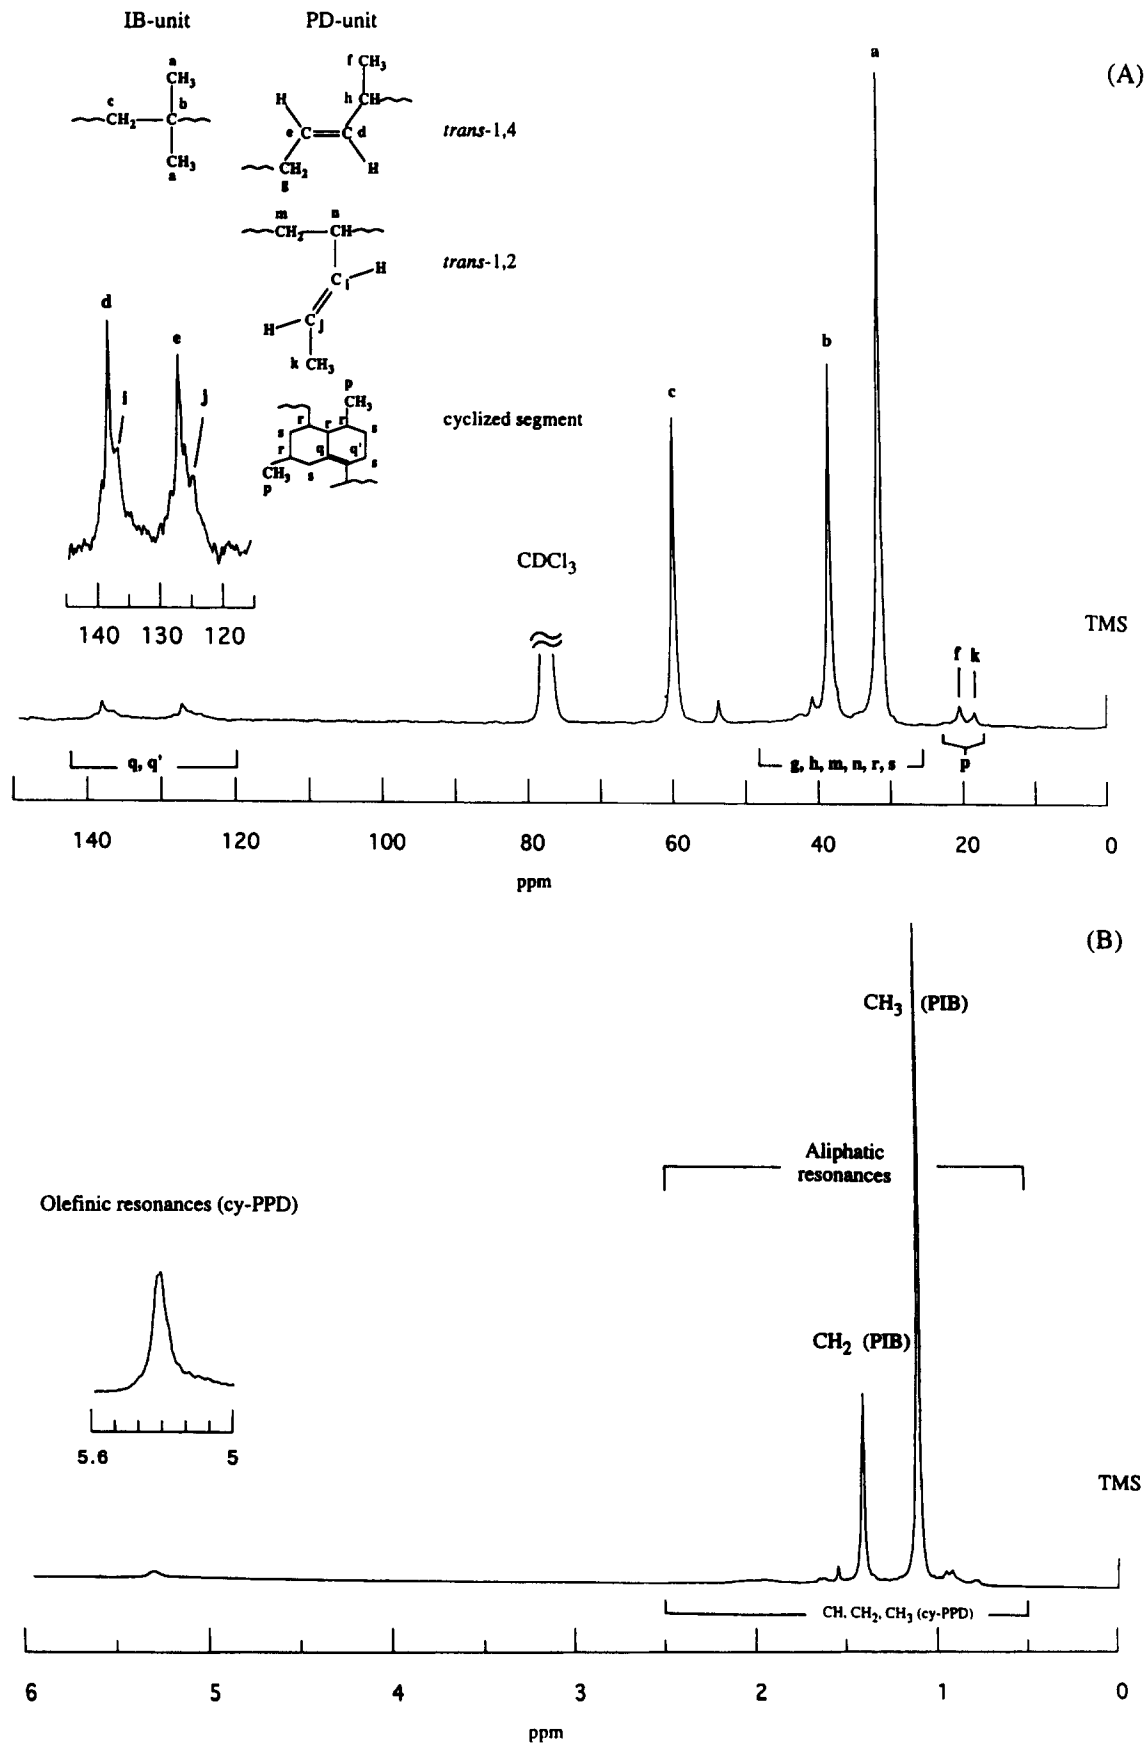 IB-unit
PD-unit
(A)
a
CH3
c
b
CH2
C
CH3
a
f CH3
h CH
H
e C
C d
H
CH2
g
trans-1,4
m
n
CH2
CH
C
i
H
H
C
j
k CH3
trans-1,2
p
CH3
r
r
r
s
s
r
q
q'
s
s
CH3
p
cyclized segment
d
i
e
j
140 130 120
CDCl3
c
b
a
f
k
TMS
q, q'
g, h, m, n, r, s
p
140
120
100
80
60
40
20
0
ppm
(B)
CH3 (PIB)
Aliphatic
resonances
Olefinic resonances (cy-PPD)
CH2 (PIB)
5.6
5
TMS
CH, CH2, CH3 (cy-PPD)
6
5
4
3
2
1
0
ppm